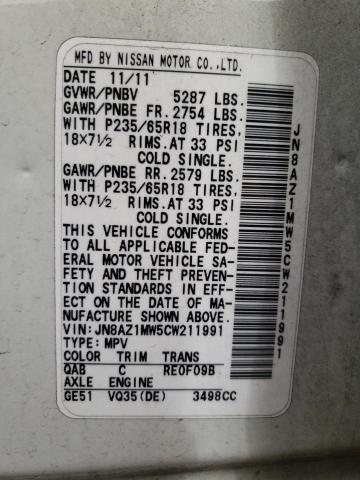 MFD BY NISSAN MOTOR CO.,LTD.
DATE 11/11
GVWR/PNBV 5287 LBS.
GAWR/PNBE FR. 2754 LBS.
WITH P235/65R18 TIRES,
18X7½ RIMS.AT 33 PSI
COLD SINGLE.
GAWR/PNBE RR. 2579 LBS.
WITH P235/65R18 TIRES,
18X7½ RIMS.AT 33 PSI
COLD SINGLE.
THIS VEHICLE CONFORMS
TO ALL APPLICABLE FED-
ERAL MOTOR VEHICLE SA-
FETY AND THEFT PREVEN-
TION STANDARDS IN EFF-
ECT ON THE DATE OF MA-
NUFACTURE SHOWN ABOVE.
VIN:JN8AZ1MW5CW211991
TYPE: MPV
COLOR TRIM TRANS
QAB C RE0F09B
AXLE ENGINE
GE51 VQ35(DE) 3498CC
JN8AZ1MW5CW211991